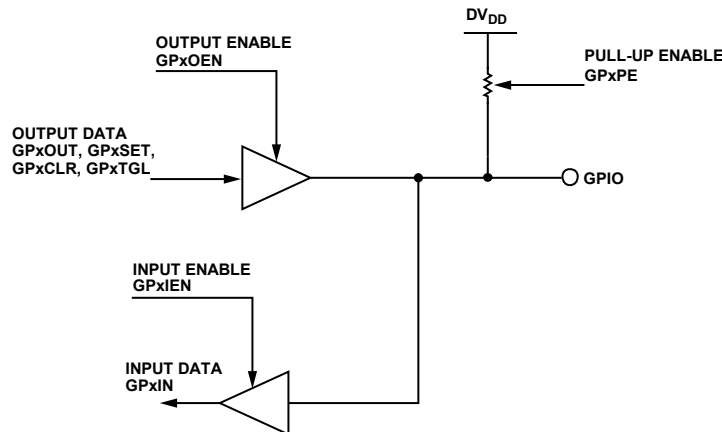 DVDD
OUTPUT ENABLE
GPxOEN
PULL-UP ENABLE
GPxPE
OUTPUT DATA
GPxOUT, GPxSET,
GPxCLR, GPxTGL
GPIO
INPUT ENABLE
GPxIEN
INPUT DATA
GPxIN